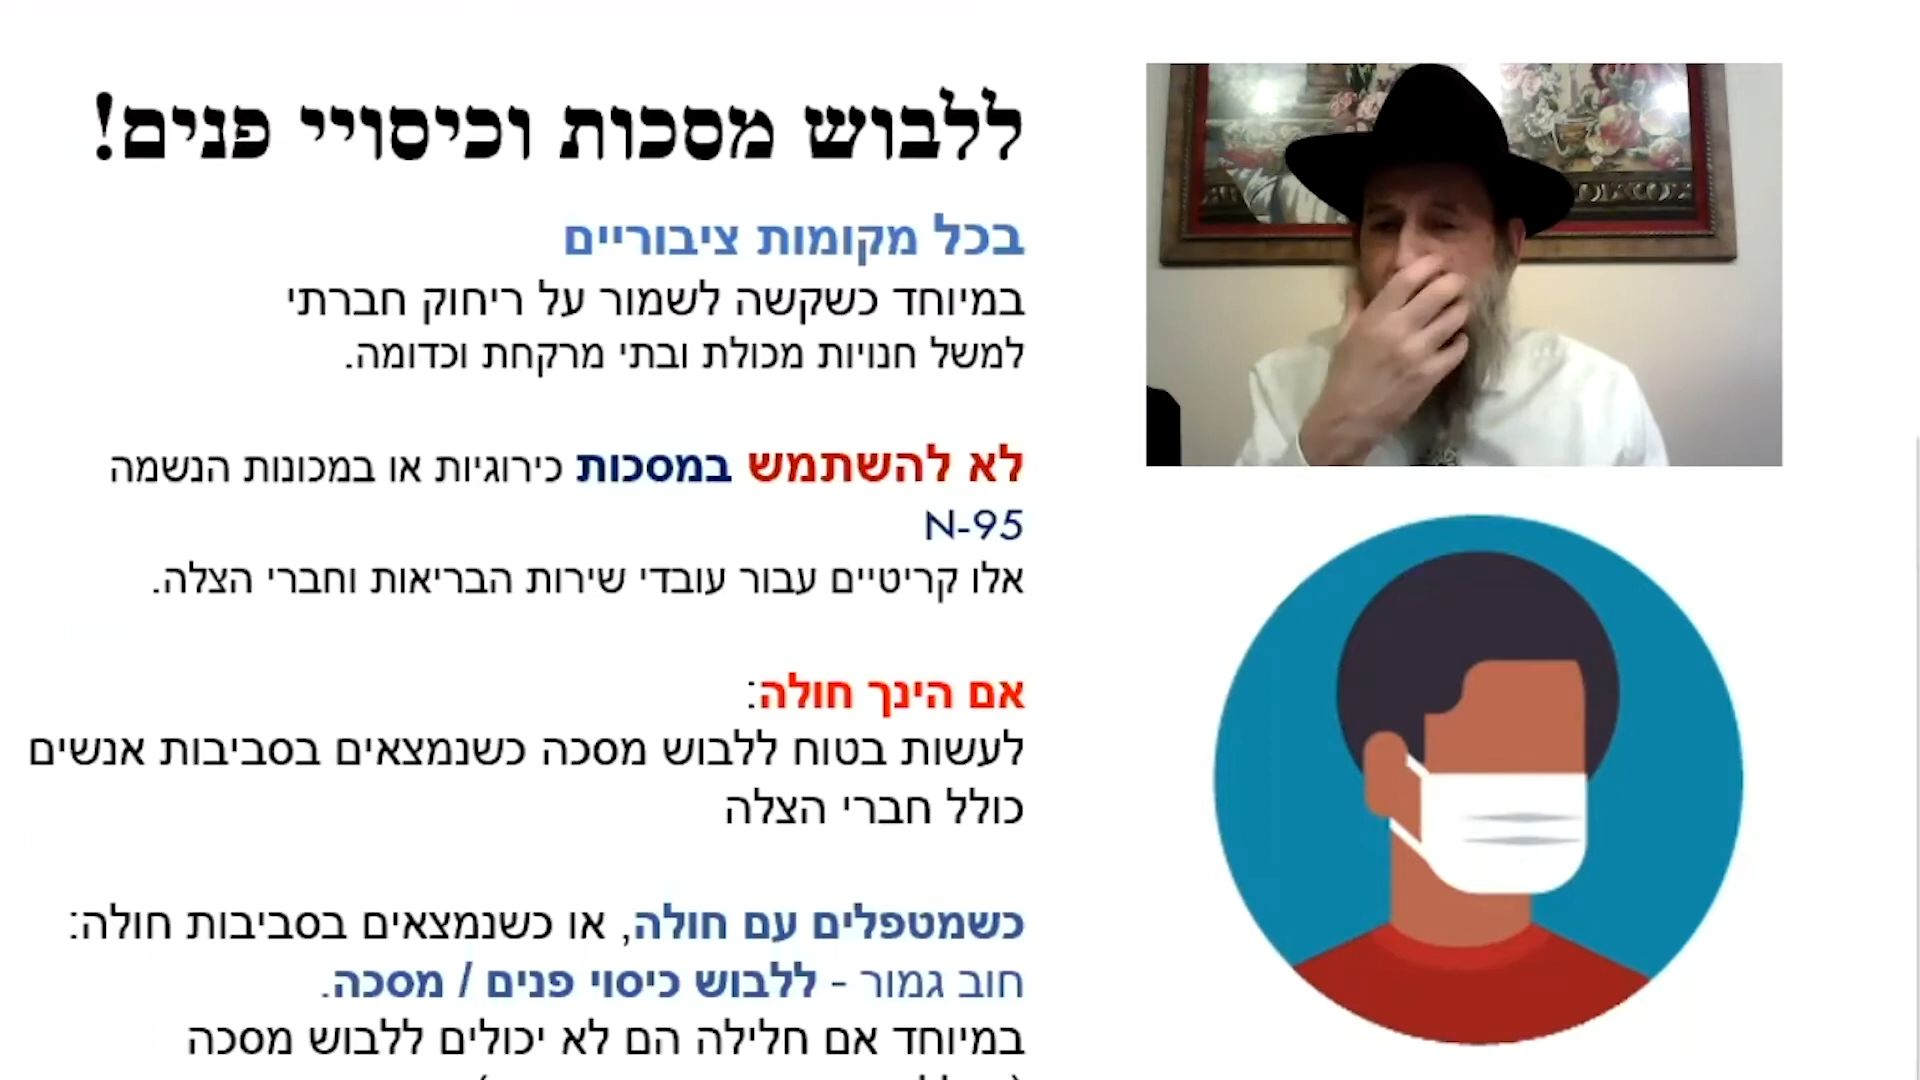 ללבוש מסכות וכיסויי פנים!
בכל מקומות ציבוריים
במיוחד כשקשה לשמור על ריחוק חברתי
למשל חנויות מכולת ובתי מרקחת וכדומה.
לא להשתמש במסכות כירוגיות או במכונות הנשמה
N-95
אלו קריטיים עבור עובדי שירות הבריאות וחברי הצלה.
אם הינך חולה:
לעשות בטוח ללבוש מסכה כשנמצאים בסביבות אנשים
כולל חברי הצלה
כשמטפלים עם חולה, או כשנמצאים בסביבות חולה:
חוב גמור - ללבוש כיסוי פנים / מסכה.
במיוחד אם חלילה הם לא יכולים ללבוש מסכה